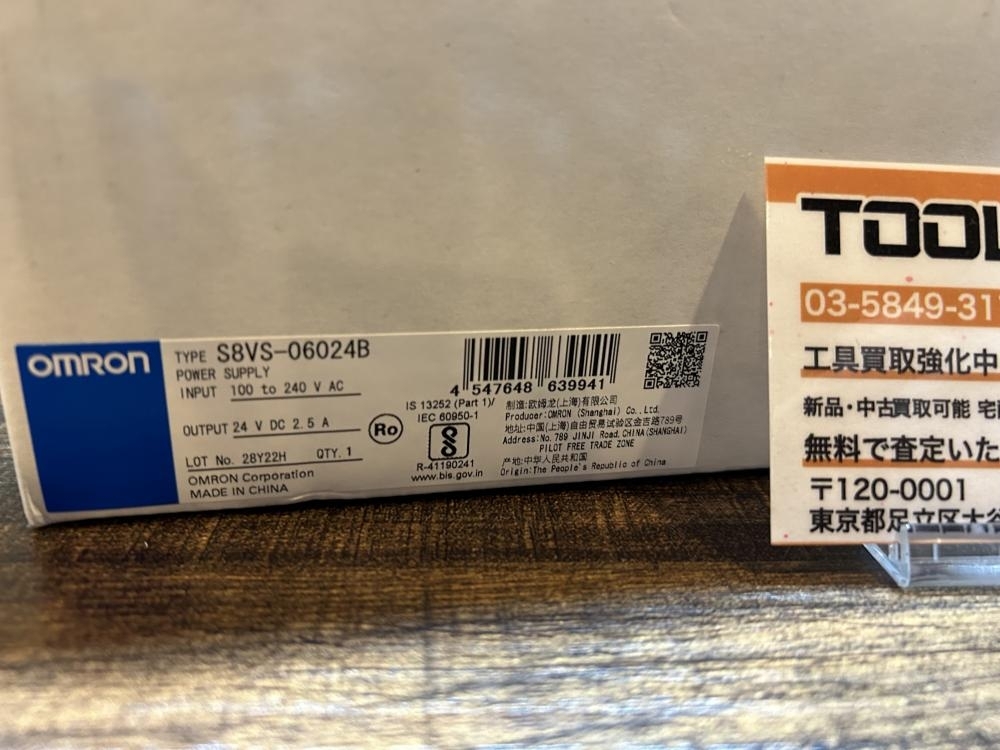 OMRON
TYPE S8VS-06024B
POWER SUPPLY
INPUT 100 to 240 V AC
OUTPUT 24 V DC 2.5 A
LOT No. 28Y22H QTY. 1
OMRON Corporation
MADE IN CHINA
Ro
4 547648 639941
IS 13252 (Part 1)/
IEC 60950-1
R-41190241
www.bis.gov.in
制造:欧姆龙(上海)有限公司
Producer:OMRON (Shanghai) Co., Ltd.
地址:中国(上海)自由贸易试验区金吉路789号
Address:No. 789 JINJI Road, CHINA (SHANGHAI)
PILOT FREE TRADE ZONE
产地:中华人民共和国
Origin:The People's Republic of China
TOOL
03-5849-31
工具買取強化中
新品・中古買取可能 宅
無料で査定いた
〒120-0001
東京都足立区大谷